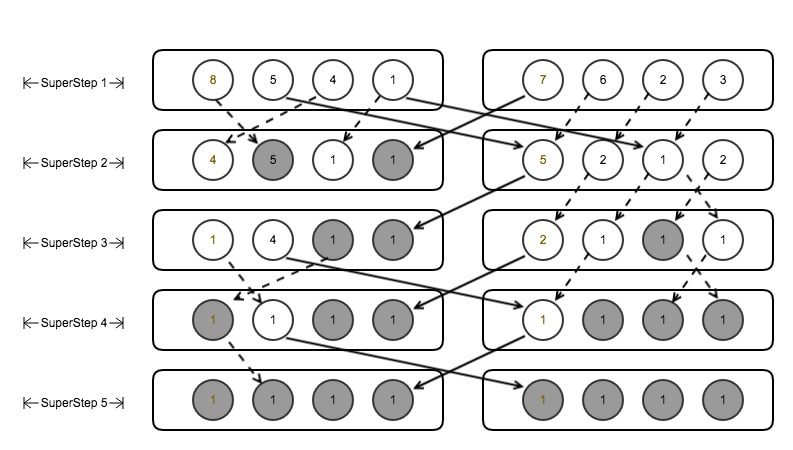 SuperStep 1 8 5 4 1 7 6 2 3
SuperStep 2 4 5 1 1 5 2 1 2
SuperStep 3 1 4 1 1 2 1 1 1
SuperStep 4 1 1 1 1 1 1 1 1
SuperStep 5 1 1 1 1 1 1 1 1